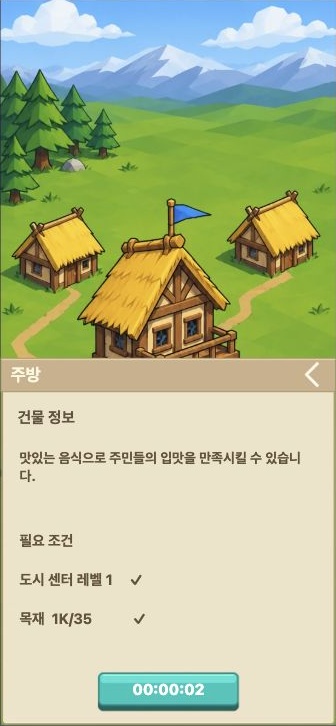 주방
건물 정보
맛있는 음식으로 주민들의 입맛을 만족시킬 수 있습니
다.
필요 조건
도시 센터 레벨 1 ✓
목재 1K/35 ✓
00:00:02